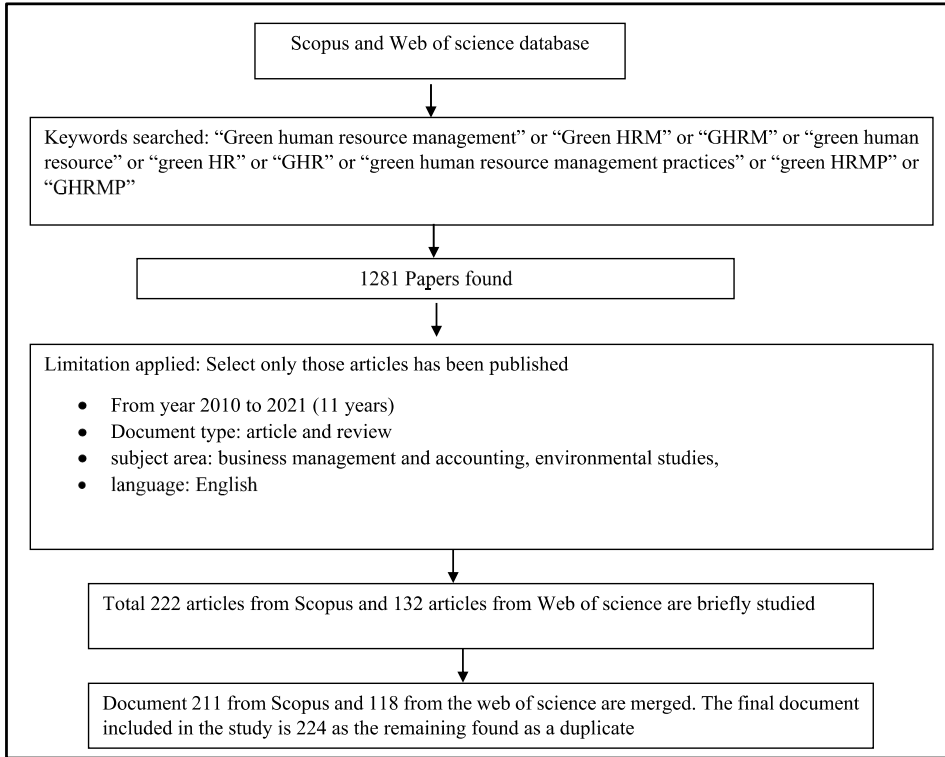 Scopus and Web of science database
Keywords searched: “Green human resource management” or “Green HRM” or “GHRM” or “green human
resource” or “green HR” or “GHR” or “green human resource management practices” or “green HRMP” or
“GHRMP”
1281 Papers found
Limitation applied: Select only those articles has been published
• From year 2010 to 2021 (11 years)
• Document type: article and review
• subject area: business management and accounting, environmental studies,
• language: English
Total 222 articles from Scopus and 132 articles from Web of science are briefly studied
Document 211 from Scopus and 118 from the web of science are merged. The final document
included in the study is 224 as the remaining found as a duplicate